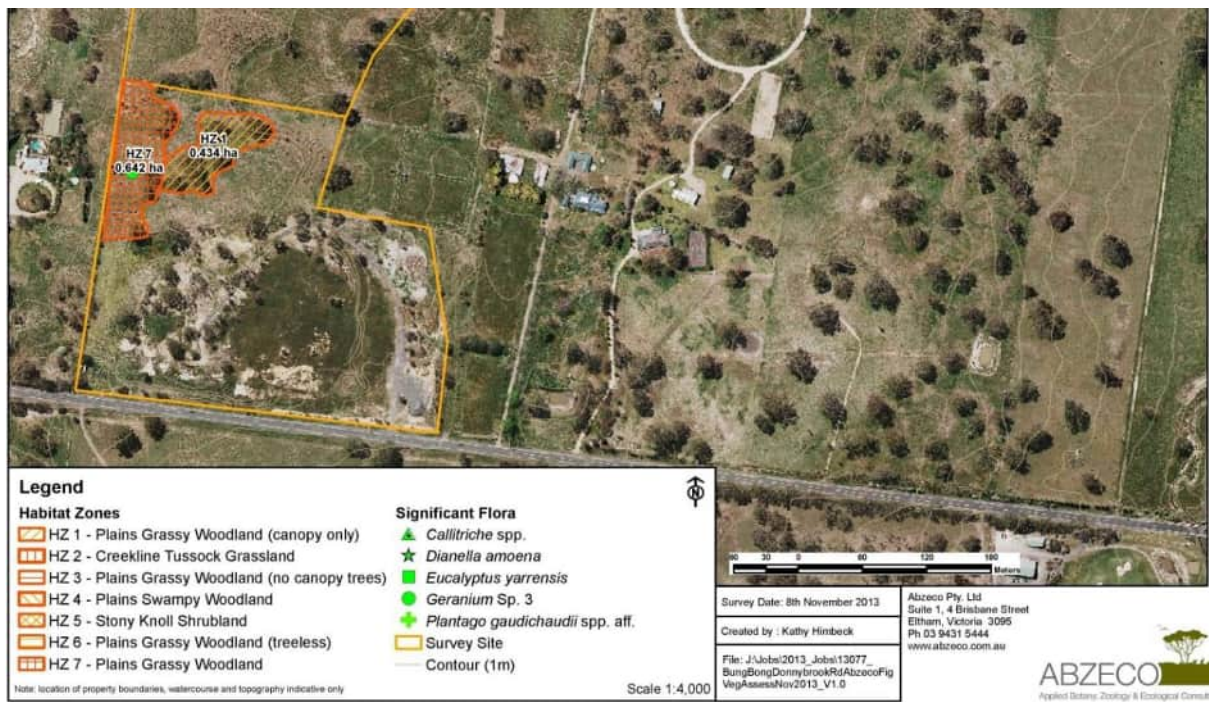 HZ 1
0.434 ha
HZ 7
0.642 ha
Legend
N
Habitat Zones
HZ 1 - Plains Grassy Woodland (canopy only)
HZ 2 - Creekline Tussock Grassland
HZ 3 - Plains Grassy Woodland (no canopy trees)
HZ 4 - Plains Swampy Woodland
HZ 5 - Stony Knoll Shrubland
HZ 6 - Plains Grassy Woodland (treeless)
HZ 7 - Plains Grassy Woodland
Note: location of property boundaries, watercourse and topography indicative only
Significant Flora
Callitriche spp.
Dianella amoena
Eucalyptus yarrensis
Geranium Sp. 3
Plantago gaudichaudii spp. aff.
Survey Site
Contour (1m)
Scale 1:4,000
60 30 0 60 120 180
Meters
Survey Date: 8th November 2013
Created by : Kathy Himbeck
File: J:\Jobs\2013_Jobs\13077_
BungBongDonnybrookRdAbzecoFig
VegAssessNov2013_V1.0
Abzeco Pty. Ltd
Suite 1, 4 Brisbane Street
Eltham, Victoria 3095
Ph 03 9431 5444
www.abzeco.com.au
ABZECO
Applied Botany, Zoology & Ecological Consult